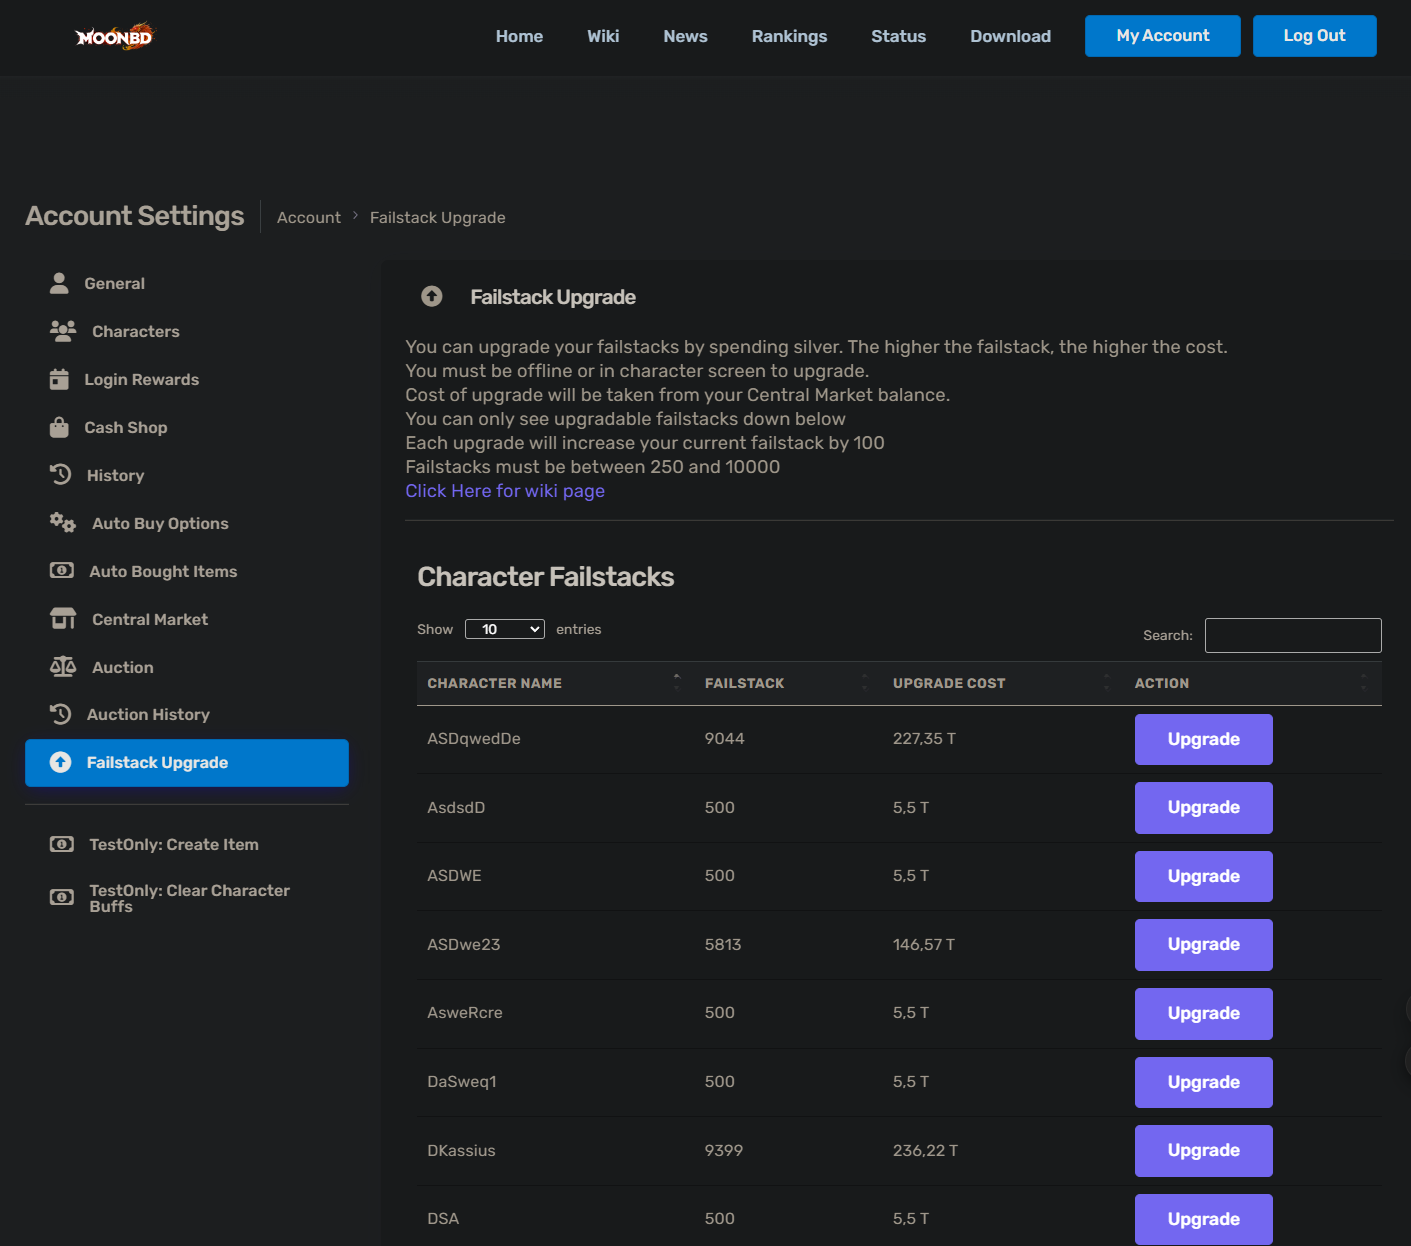 MOONBD
Home
Wiki
News
Rankings
Status
Download
My Account
Log Out
Account Settings
Account
Failstack Upgrade
General
Characters
Login Rewards
Cash Shop
History
Auto Buy Options
Auto Bought Items
Central Market
Auction
Auction History
Failstack Upgrade
TestOnly: Create Item
TestOnly: Clear Character
Buffs
Failstack Upgrade
You can upgrade your failstacks by spending silver. The higher the failstack, the higher the cost.
You must be offline or in character screen to upgrade.
Cost of upgrade will be taken from your Central Market balance.
You can only see upgradable failstacks down below
Each upgrade will increase your current failstack by 100
Failstacks must be between 250 and 10000
Click Here for wiki page
Character Failstacks
Show 10 entries
Search:
CHARACTER NAME FAILSTACK UPGRADE COST ACTION
ASDqwedDe 9044 227,35 T Upgrade
AsdsdD 500 5,5 T Upgrade
ASDWE 500 5,5 T Upgrade
ASDwe23 5813 146,57 T Upgrade
AsweRcre 500 5,5 T Upgrade
DaSweq1 500 5,5 T Upgrade
DKassius 9399 236,22 T Upgrade
DSA 500 5,5 T Upgrade